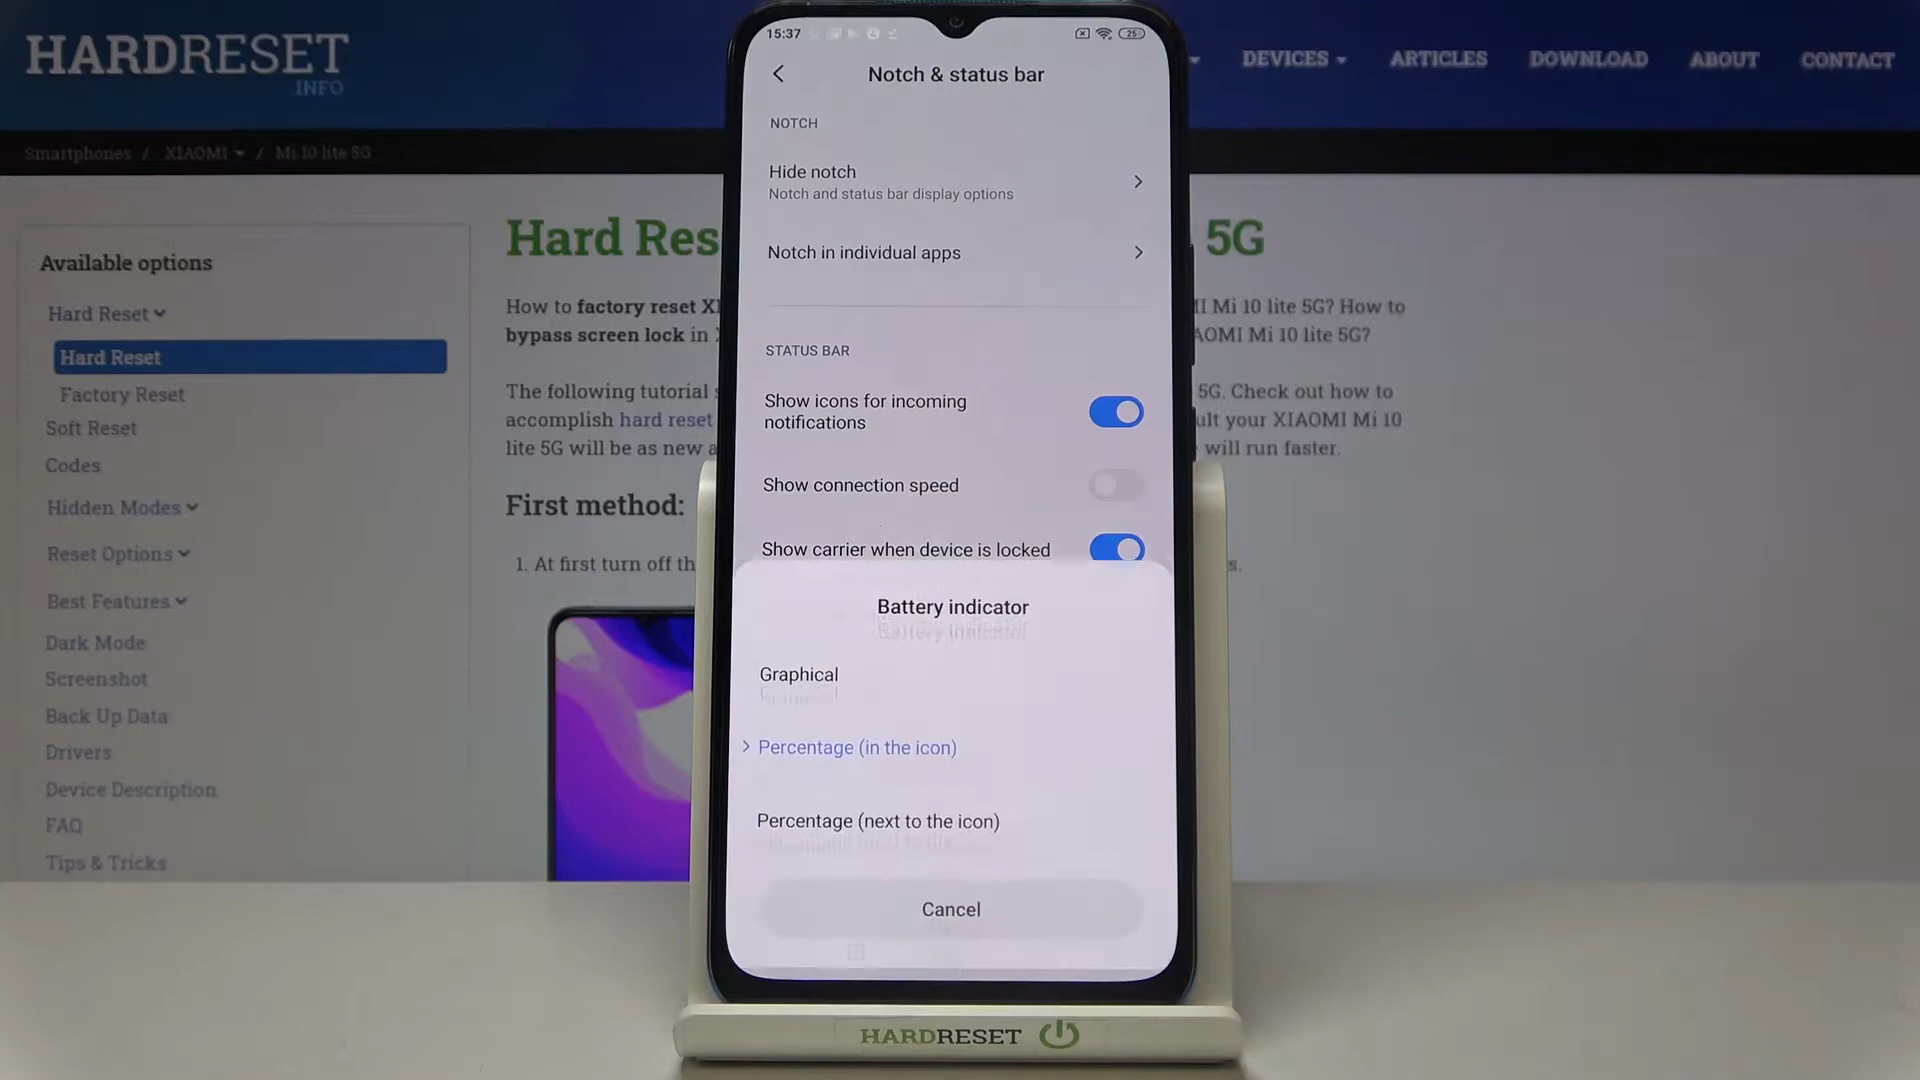 HARDRESET
.INFO
DEVICES
ARTICLES
DOWNLOAD
ABOUT
CONTACT
Smartphones / XIAOMI / Mi 10 lite 5G
Available options
Hard Reset
Hard Reset
Factory Reset
Soft Reset
Codes
Hidden Modes
Reset Options
Best Features
Dark Mode
Screenshot
Back Up Data
Drivers
Device Description
FAQ
Tips & Tricks
Hard Res
5G
How to factory reset
Mi 10 lite 5G? How to
bypass screen lock in
Mi 10 lite 5G?
The following tutorial
5G. Check out how to
accomplish hard reset
your XIAOMI Mi 10
lite 5G will be as new
will run faster.
First method:
1. At first turn off
15:37
25
Notch & status bar
NOTCH
Hide notch
Notch and status bar display options
Notch in individual apps
STATUS BAR
Show icons for incoming
notifications
Show connection speed
Show carrier when device is locked
Battery indicator
Graphical
Percentage (in the icon)
Percentage (next to the icon)
Cancel
HARDRESET